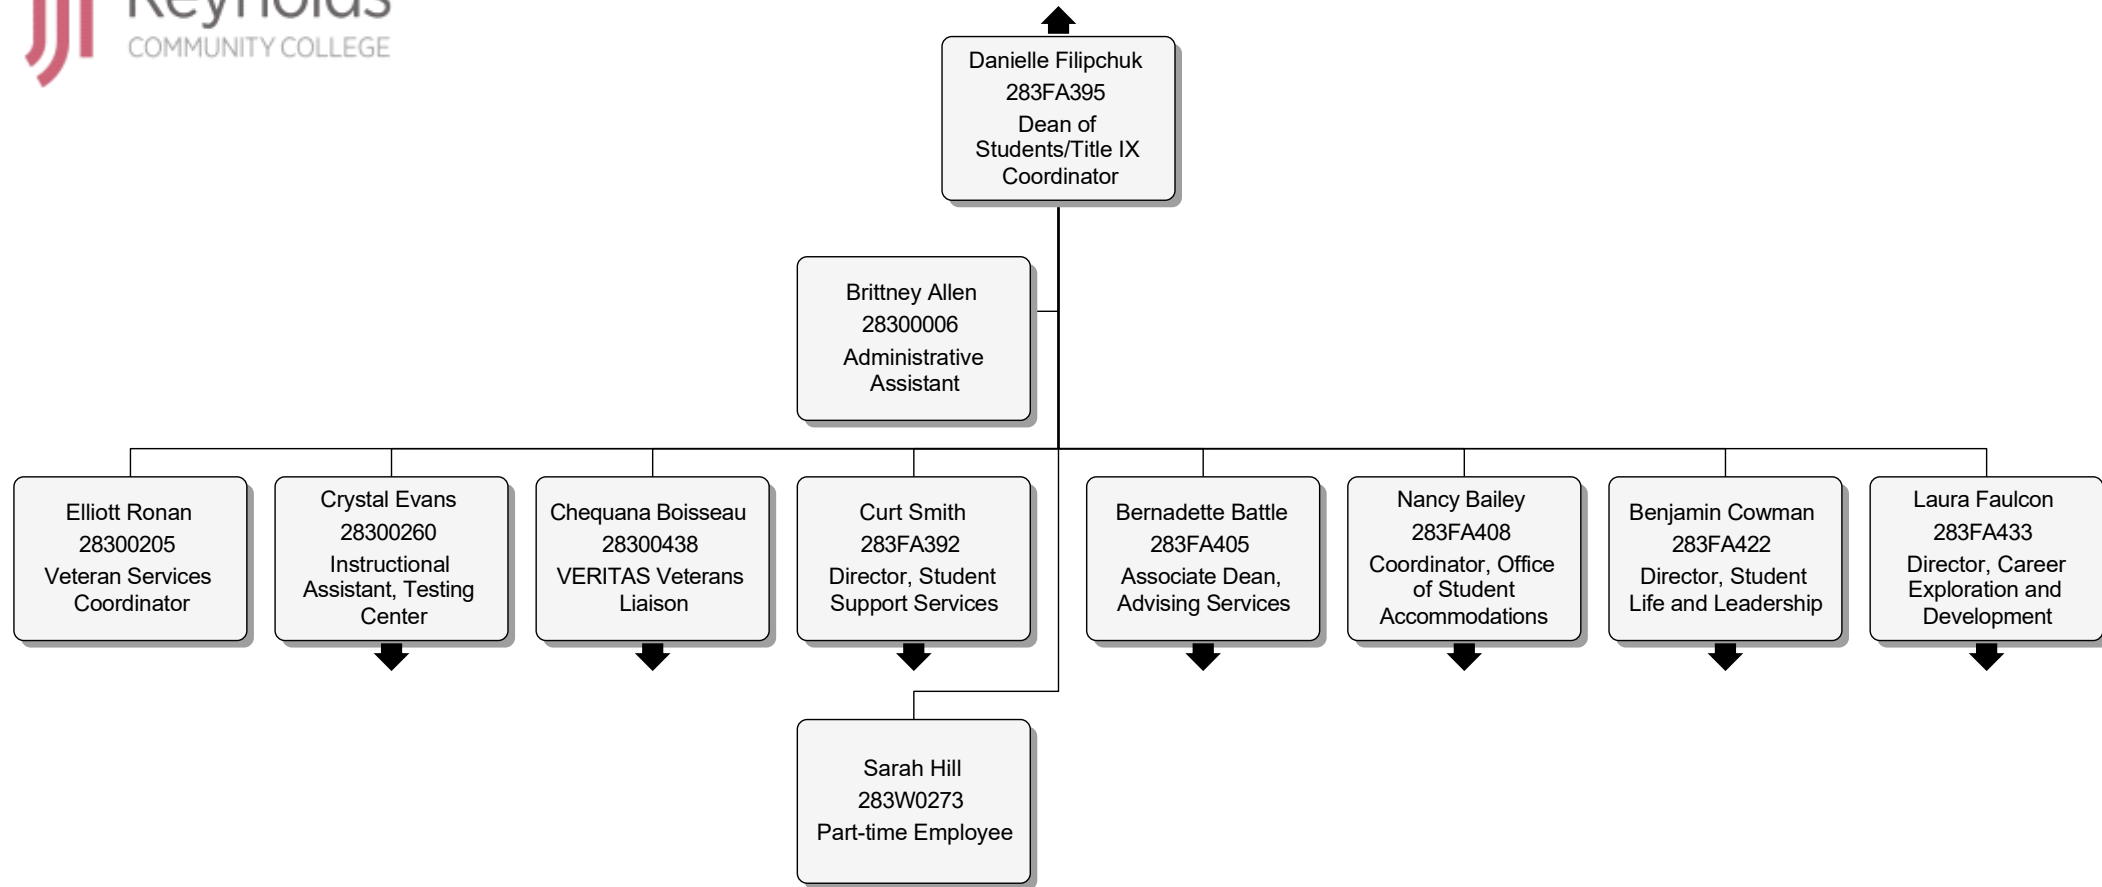 Reynolds
COMMUNITY COLLEGE
Danielle Filipchuk
283FA395
Dean of
Students/Title IX
Coordinator
Brittney Allen
28300006
Administrative
Assistant
Elliott Ronan
28300205
Veteran Services
Coordinator
Crystal Evans
28300260
Instructional
Assistant, Testing
Center
Chequana Boisseau
28300438
VERITAS Veterans
Liaison
Curt Smith
283FA392
Director, Student
Support Services
Bernadette Battle
283FA405
Associate Dean,
Advising Services
Nancy Bailey
283FA408
Coordinator, Office
of Student
Accommodations
Benjamin Cowman
283FA422
Director, Student
Life and Leadership
Laura Faulcon
283FA433
Director, Career
Exploration and
Development
Sarah Hill
283W0273
Part-time Employee